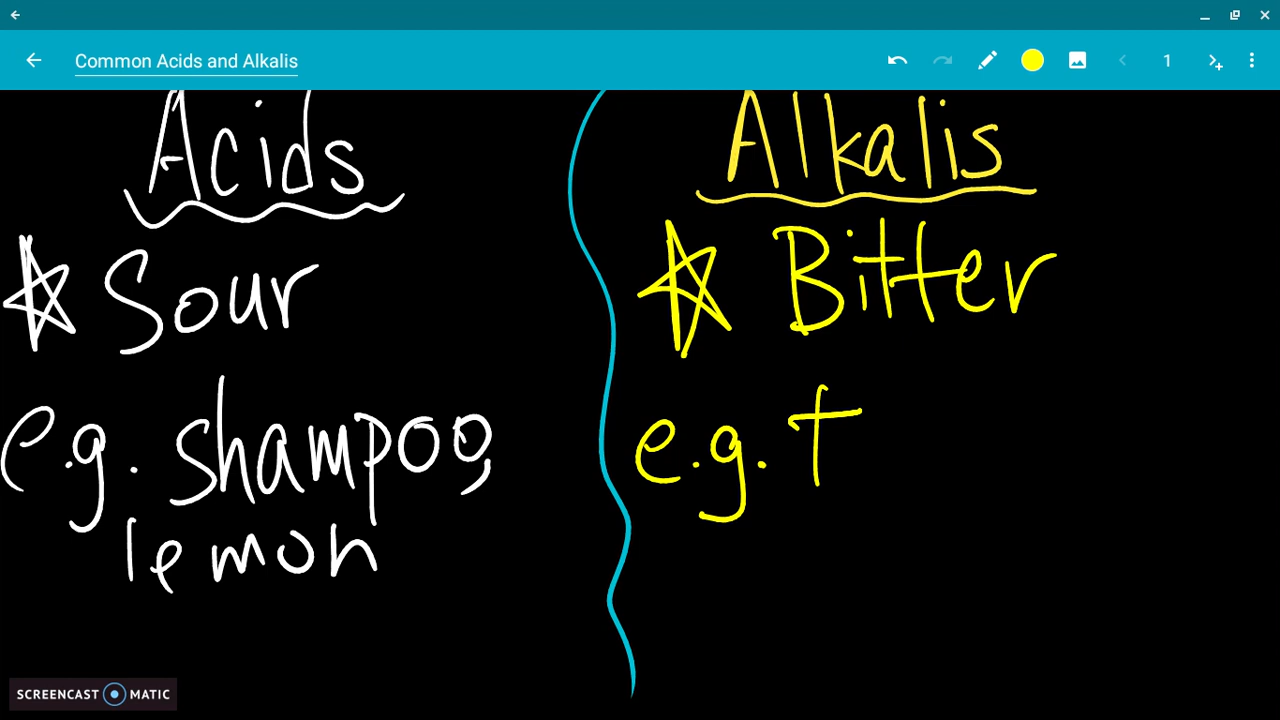 Common Acids and Alkalis
1
Acids
Sour
e.g. shampoo,
lemon
Alkalis
Bitter
e.g. t
SCREENCAST MATIC